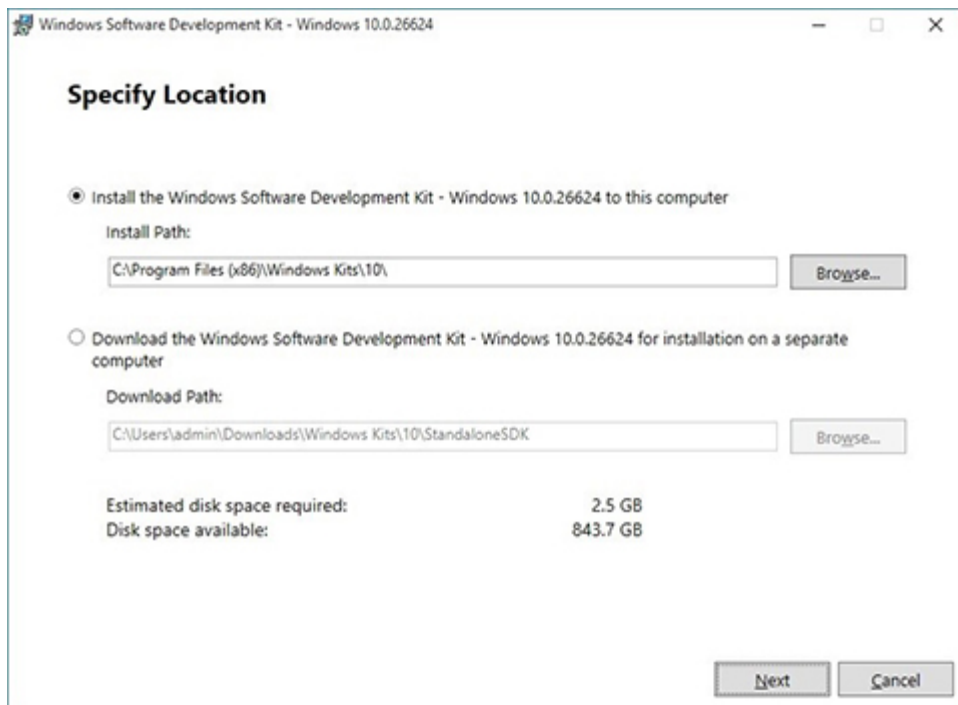 Windows Software Development Kit - Windows 10.0.26624
Specify Location
Install the Windows Software Development Kit - Windows 10.0.26624 to this computer
Install Path:
C:\Program Files (x86)\Windows Kits\10\
Browse...
Download the Windows Software Development Kit - Windows 10.0.26624 for installation on a separate
computer
Download Path:
C:\Users\admin\Downloads\Windows Kits\10\StandaloneSDK
Browse...
Estimated disk space required: 2.5 GB
Disk space available: 843.7 GB
Next Cancel